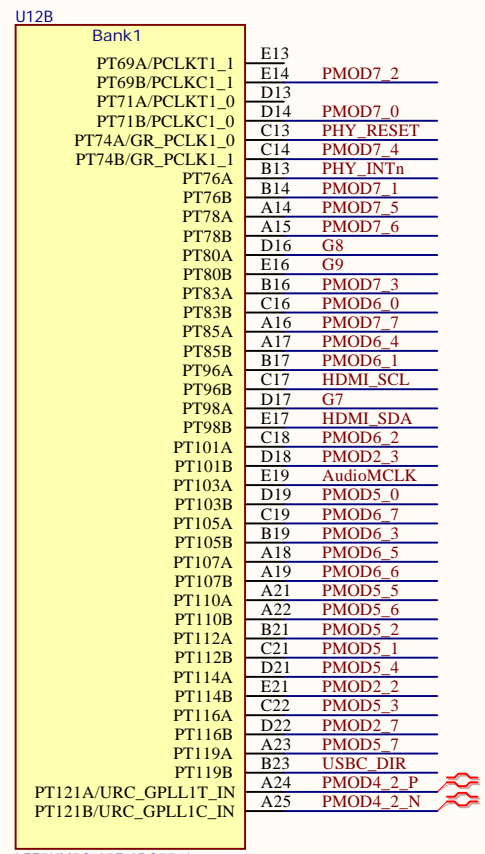 U12B
Bank1
PT69A/PCLKT1_1 E13
PT69B/PCLKC1_1 E14 PMOD7_2
PT71A/PCLKT1_0 D13
PT71B/PCLKC1_0 D14 PMOD7_0
PT74A/GR_PCLK1_0 C13 PHY_RESET
PT74B/GR_PCLK1_1 C14 PMOD7_4
PT76A B13 PHY_INTn
PT76B B14 PMOD7_1
PT78A A14 PMOD7_5
PT78B A15 PMOD7_6
PT80A D16 G8
PT80B E16 G9
PT83A B16 PMOD7_3
PT83B C16 PMOD6_0
PT85A A16 PMOD7_7
PT85B A17 PMOD6_4
PT96A B17 PMOD6_1
PT96B C17 HDMI_SCL
PT98A D17 G7
PT98B E17 HDMI_SDA
PT101A C18 PMOD6_2
PT101B D18 PMOD2_3
PT103A E19 AudioMCLK
PT103B D19 PMOD5_0
PT105A C19 PMOD6_7
PT105B B19 PMOD6_3
PT107A A18 PMOD6_5
PT107B A19 PMOD6_6
PT110A A21 PMOD5_5
PT110B A22 PMOD5_6
PT112A B21 PMOD5_2
PT112B C21 PMOD5_1
PT114A D21 PMOD5_4
PT114B E21 PMOD2_2
PT116A C22 PMOD5_3
PT116B D22 PMOD2_7
PT119A A23 PMOD5_7
PT119B B23 USBC_DIR
PT121A/URC_GPLL1T_IN A24 PMOD4_2_P
PT121B/URC_GPLL1C_IN A25 PMOD4_2_N